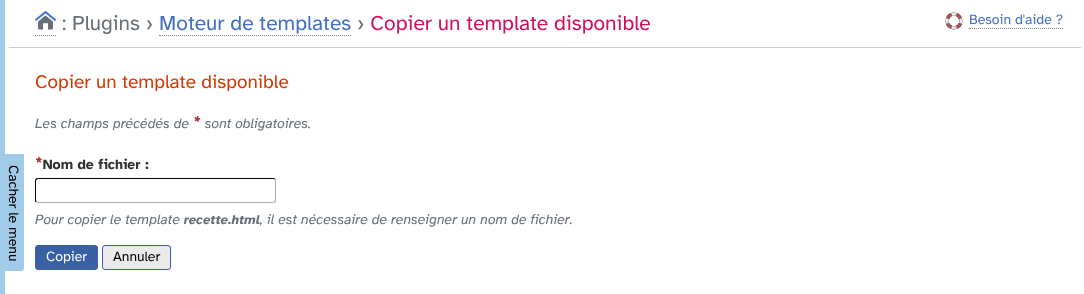 : Plugins › Moteur de templates › Copier un template disponible
Besoin d'aide ?
Copier un template disponible
Les champs précédés de * sont obligatoires.
*Nom de fichier :
Pour copier le template recette.html, il est nécessaire de renseigner un nom de fichier.
Copier
Annuler
Cacher le menu